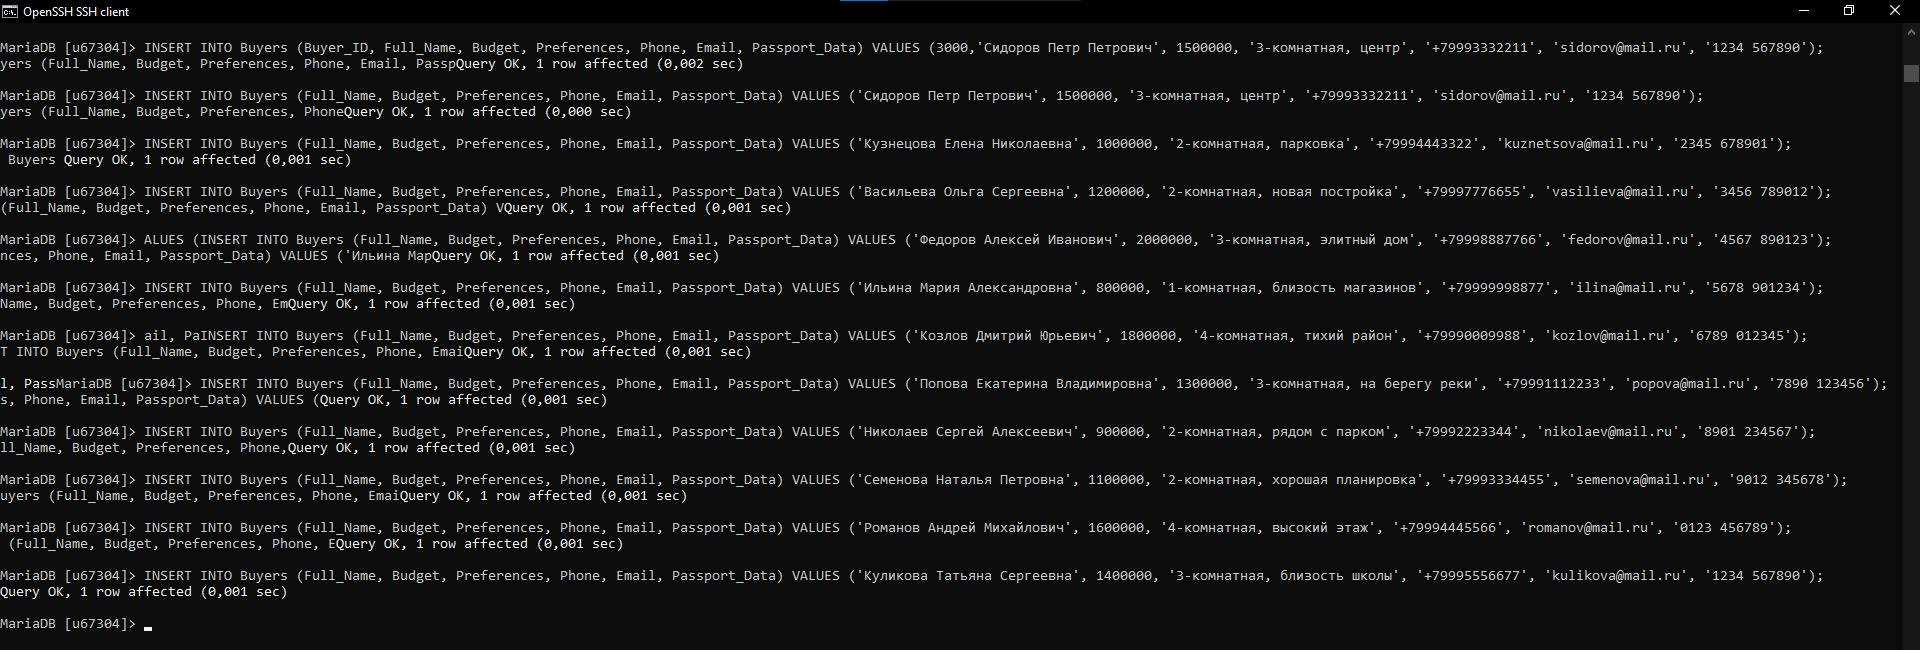 OpenSSH SSH client
MariaDB [u67304]> INSERT INTO Buyers (Buyer_ID, Full_Name, Budget, Preferences, Phone, Email, Passport_Data) VALUES (3000,'Сидоров Петр Петрович', 1500000, '3-комнатная, центр', '+79993332211', 'sidorov@mail.ru', '1234 567890');
yers (Full_Name, Budget, Preferences, Phone, Email, PasspQuery OK, 1 row affected (0,002 sec)
MariaDB [u67304]> INSERT INTO Buyers (Full_Name, Budget, Preferences, Phone, Email, Passport_Data) VALUES ('Сидоров Петр Петрович', 1500000, '3-комнатная, центр', '+79993332211', 'sidorov@mail.ru', '1234 567890');
yers (Full_Name, Budget, Preferences, PhoneQuery OK, 1 row affected (0,000 sec)
MariaDB [u67304]> INSERT INTO Buyers (Full_Name, Budget, Preferences, Phone, Email, Passport_Data) VALUES ('Кузнецова Елена Николаевна', 1000000, '2-комнатная, парковка', '+79994443322', 'kuznetsova@mail.ru', '2345 678901');
 Buyers Query OK, 1 row affected (0,001 sec)
MariaDB [u67304]> INSERT INTO Buyers (Full_Name, Budget, Preferences, Phone, Email, Passport_Data) VALUES ('Васильева Ольга Сергеевна', 1200000, '2-комнатная, новая постройка', '+79997776655', 'vasilieva@mail.ru', '3456 789012');
(Full_Name, Budget, Preferences, Phone, Email, Passport_Data) VQuery OK, 1 row affected (0,001 sec)
MariaDB [u67304]> ALUES (INSERT INTO Buyers (Full_Name, Budget, Preferences, Phone, Email, Passport_Data) VALUES ('Федоров Алексей Иванович', 2000000, '3-комнатная, элитный дом', '+79998887766', 'fedorov@mail.ru', '4567 890123');
nces, Phone, Email, Passport_Data) VALUES ('Ильина МарQuery OK, 1 row affected (0,001 sec)
MariaDB [u67304]> INSERT INTO Buyers (Full_Name, Budget, Preferences, Phone, Email, Passport_Data) VALUES ('Ильина Мария Александровна', 800000, '1-комнатная, близость магазинов', '+79999998877', 'ilina@mail.ru', '5678 901234');
Name, Budget, Preferences, Phone, EmQuery OK, 1 row affected (0,001 sec)
MariaDB [u67304]> ail, PaINSERT INTO Buyers (Full_Name, Budget, Preferences, Phone, Email, Passport_Data) VALUES ('Козлов Дмитрий Юрьевич', 1800000, '4-комнатная, тихий район', '+79990009988', 'kozlov@mail.ru', '6789 012345');
T INTO Buyers (Full_Name, Budget, Preferences, Phone, EmaiQuery OK, 1 row affected (0,001 sec)
l, PassMariaDB [u67304]> INSERT INTO Buyers (Full_Name, Budget, Preferences, Phone, Email, Passport_Data) VALUES ('Попова Екатерина Владимировна', 1300000, '3-комнатная, на берегу реки', '+79991112233', 'popova@mail.ru', '7890 123456');
s, Phone, Email, Passport_Data) VALUES (Query OK, 1 row affected (0,001 sec)
MariaDB [u67304]> INSERT INTO Buyers (Full_Name, Budget, Preferences, Phone, Email, Passport_Data) VALUES ('Николаев Сергей Алексеевич', 900000, '2-комнатная, рядом с парком', '+79992223344', 'nikolaev@mail.ru', '8901 234567');
ll_Name, Budget, Preferences, Phone,Query OK, 1 row affected (0,001 sec)
MariaDB [u67304]> INSERT INTO Buyers (Full_Name, Budget, Preferences, Phone, Email, Passport_Data) VALUES ('Семенова Наталья Петровна', 1100000, '2-комнатная, хорошая планировка', '+79993334455', 'semenova@mail.ru', '9012 345678');
uyers (Full_Name, Budget, Preferences, Phone, EmaiQuery OK, 1 row affected (0,001 sec)
MariaDB [u67304]> INSERT INTO Buyers (Full_Name, Budget, Preferences, Phone, Email, Passport_Data) VALUES ('Романов Андрей Михайлович', 1600000, '4-комнатная, высокий этаж', '+79994445566', 'romanov@mail.ru', '0123 456789');
 (Full_Name, Budget, Preferences, Phone, EQuery OK, 1 row affected (0,001 sec)
MariaDB [u67304]> INSERT INTO Buyers (Full_Name, Budget, Preferences, Phone, Email, Passport_Data) VALUES ('Куликова Татьяна Сергеевна', 1400000, '3-комнатная, близость школы', '+79995556677', 'kulikova@mail.ru', '1234 567890');
Query OK, 1 row affected (0,001 sec)
MariaDB [u67304]>